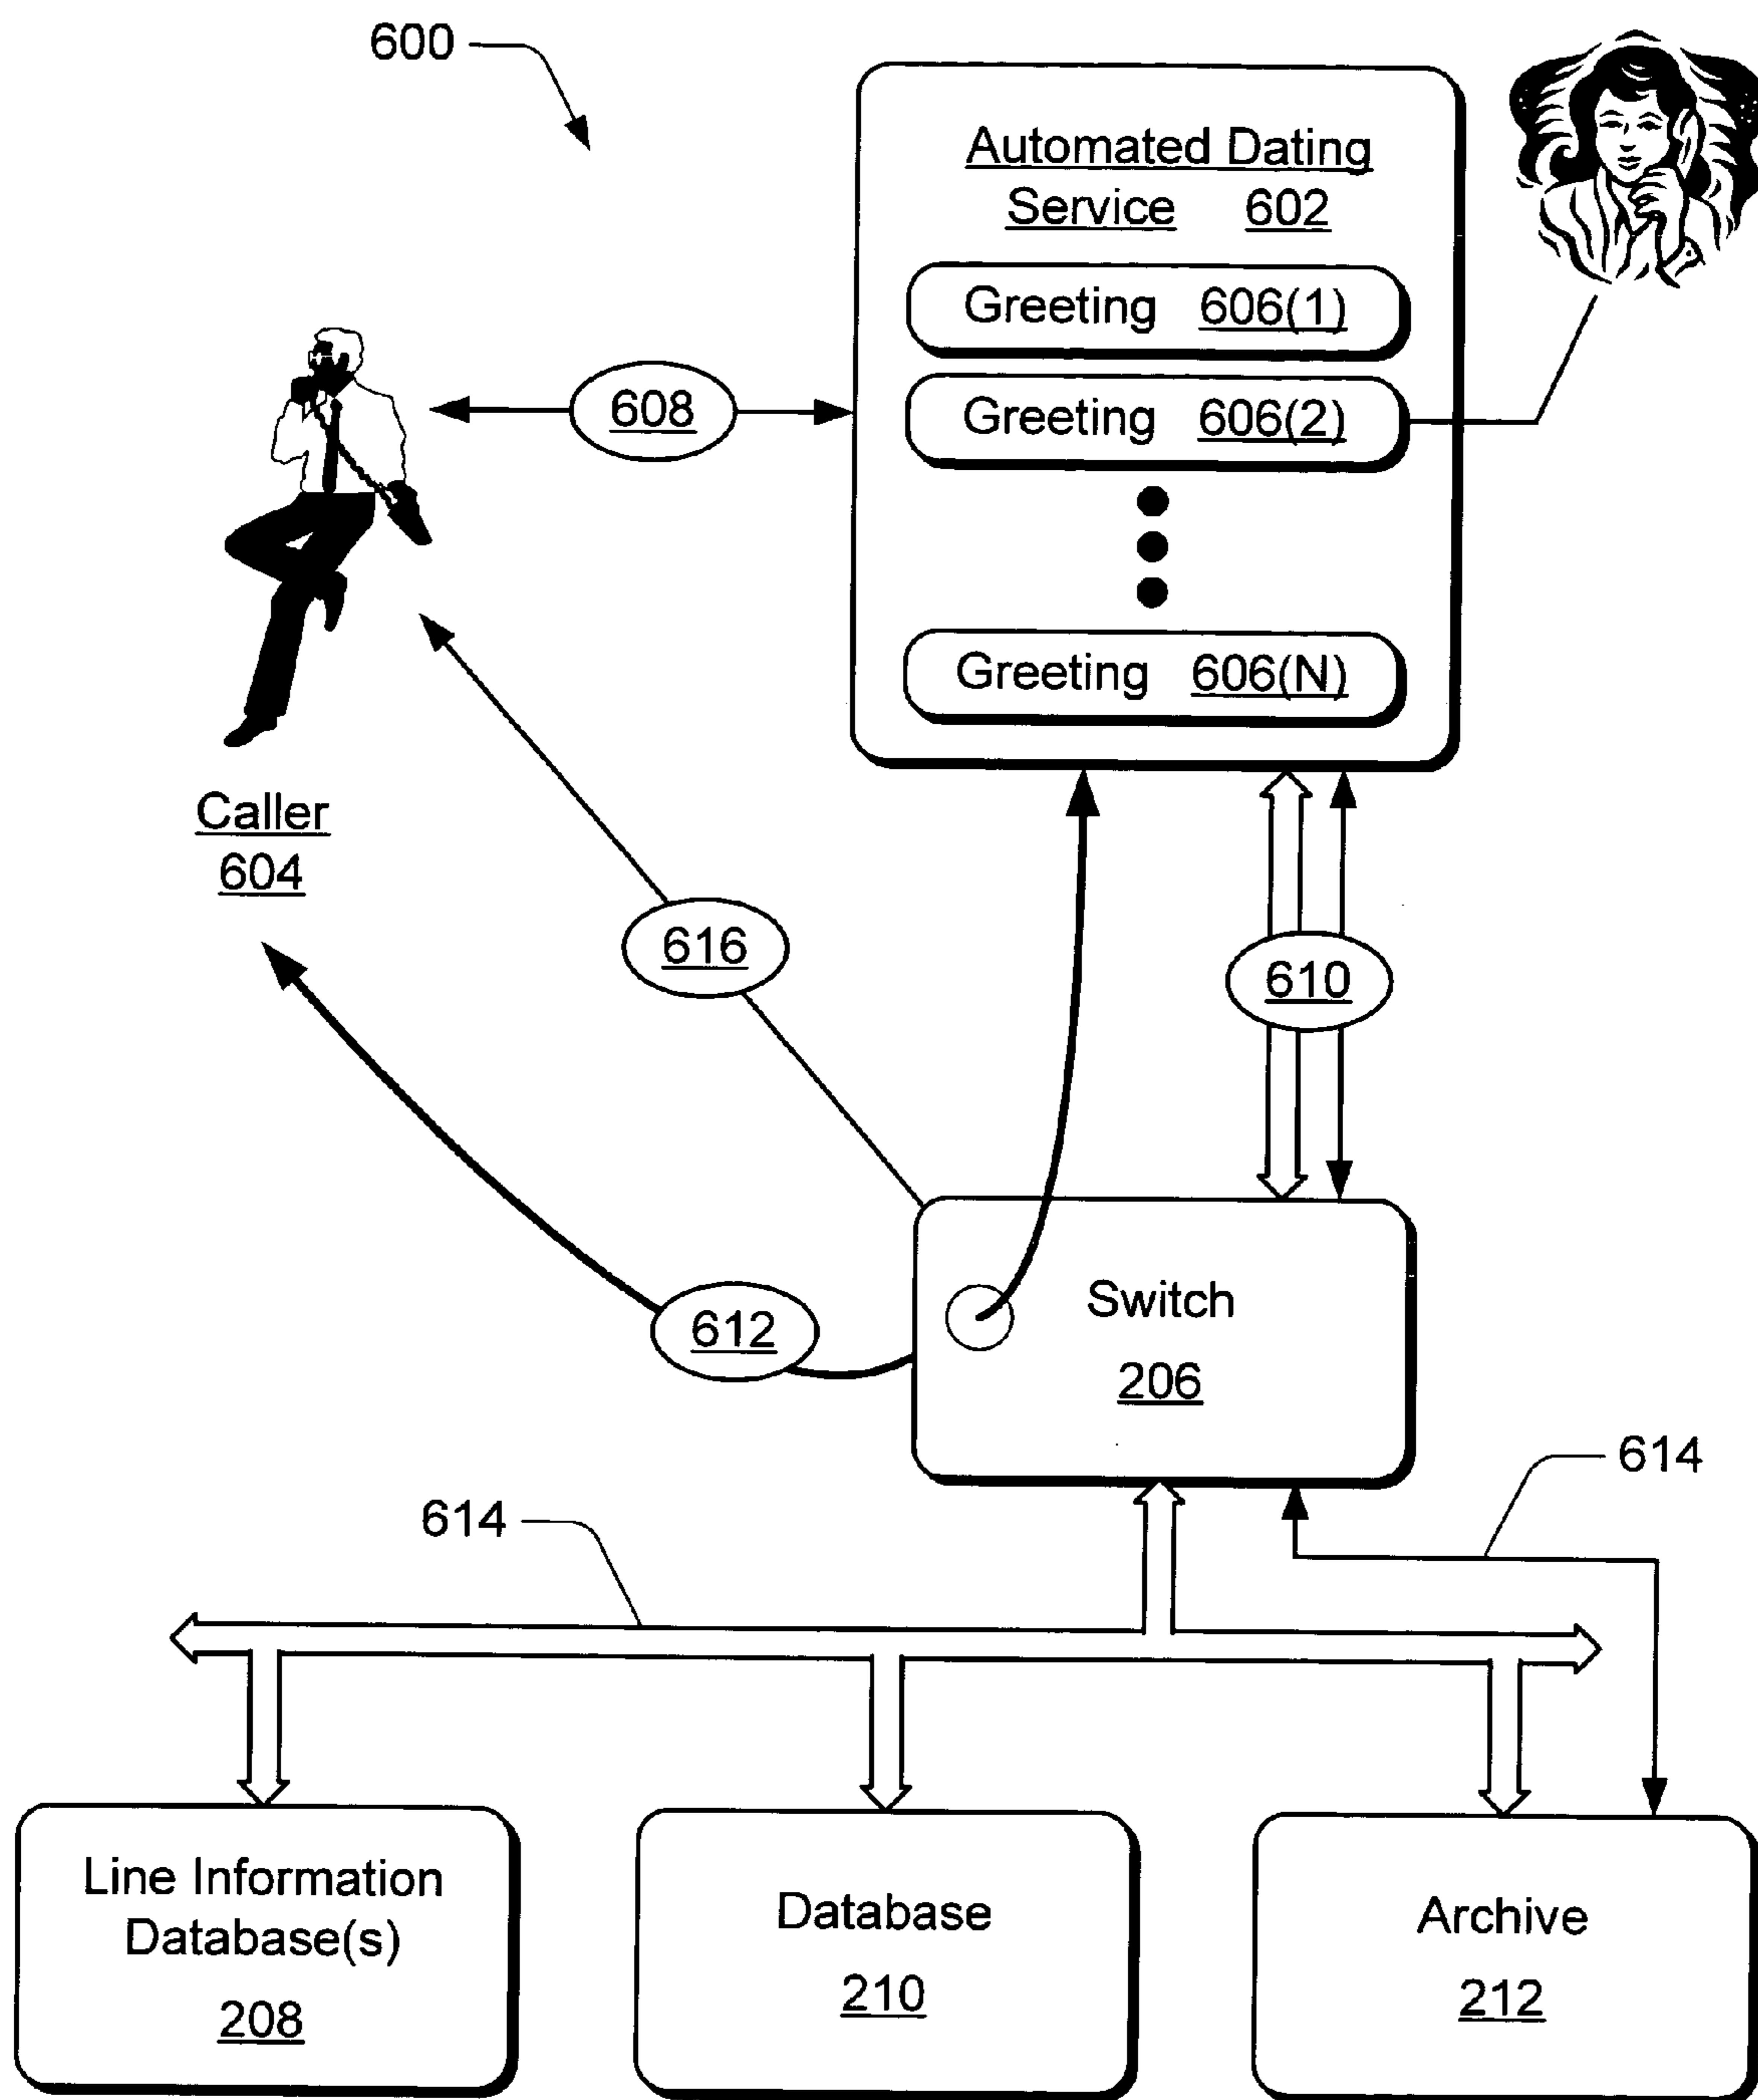 600
Automated Dating
Service 602
Greeting 606(1)
Greeting 606(2)
Greeting 606(N)
608
Caller
604
616
610
612
Switch
206
614
614
Line Information
Database(s)
208
Database
210
Archive
212